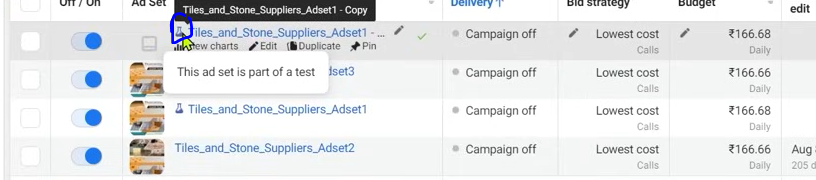 Off / On Ad Set Delivery ↑ Bid strategy Budget edit
Tiles_and_Stone_Suppliers_Adset1 - Copy
Tiles_and_Stone_Suppliers_Adset1 - ... Campaign off Lowest cost ₹166.68
charts Edit Duplicate Pin Calls Daily
This ad set is part of a test
dset3 Campaign off Lowest cost ₹166.66
Calls Daily
Tiles_and_Stone_Suppliers_Adset1 Campaign off Lowest cost ₹166.68
Calls Daily
Tiles_and_Stone_Suppliers_Adset2 Campaign off Lowest cost ₹166.66 Aug
Calls Daily 205 d